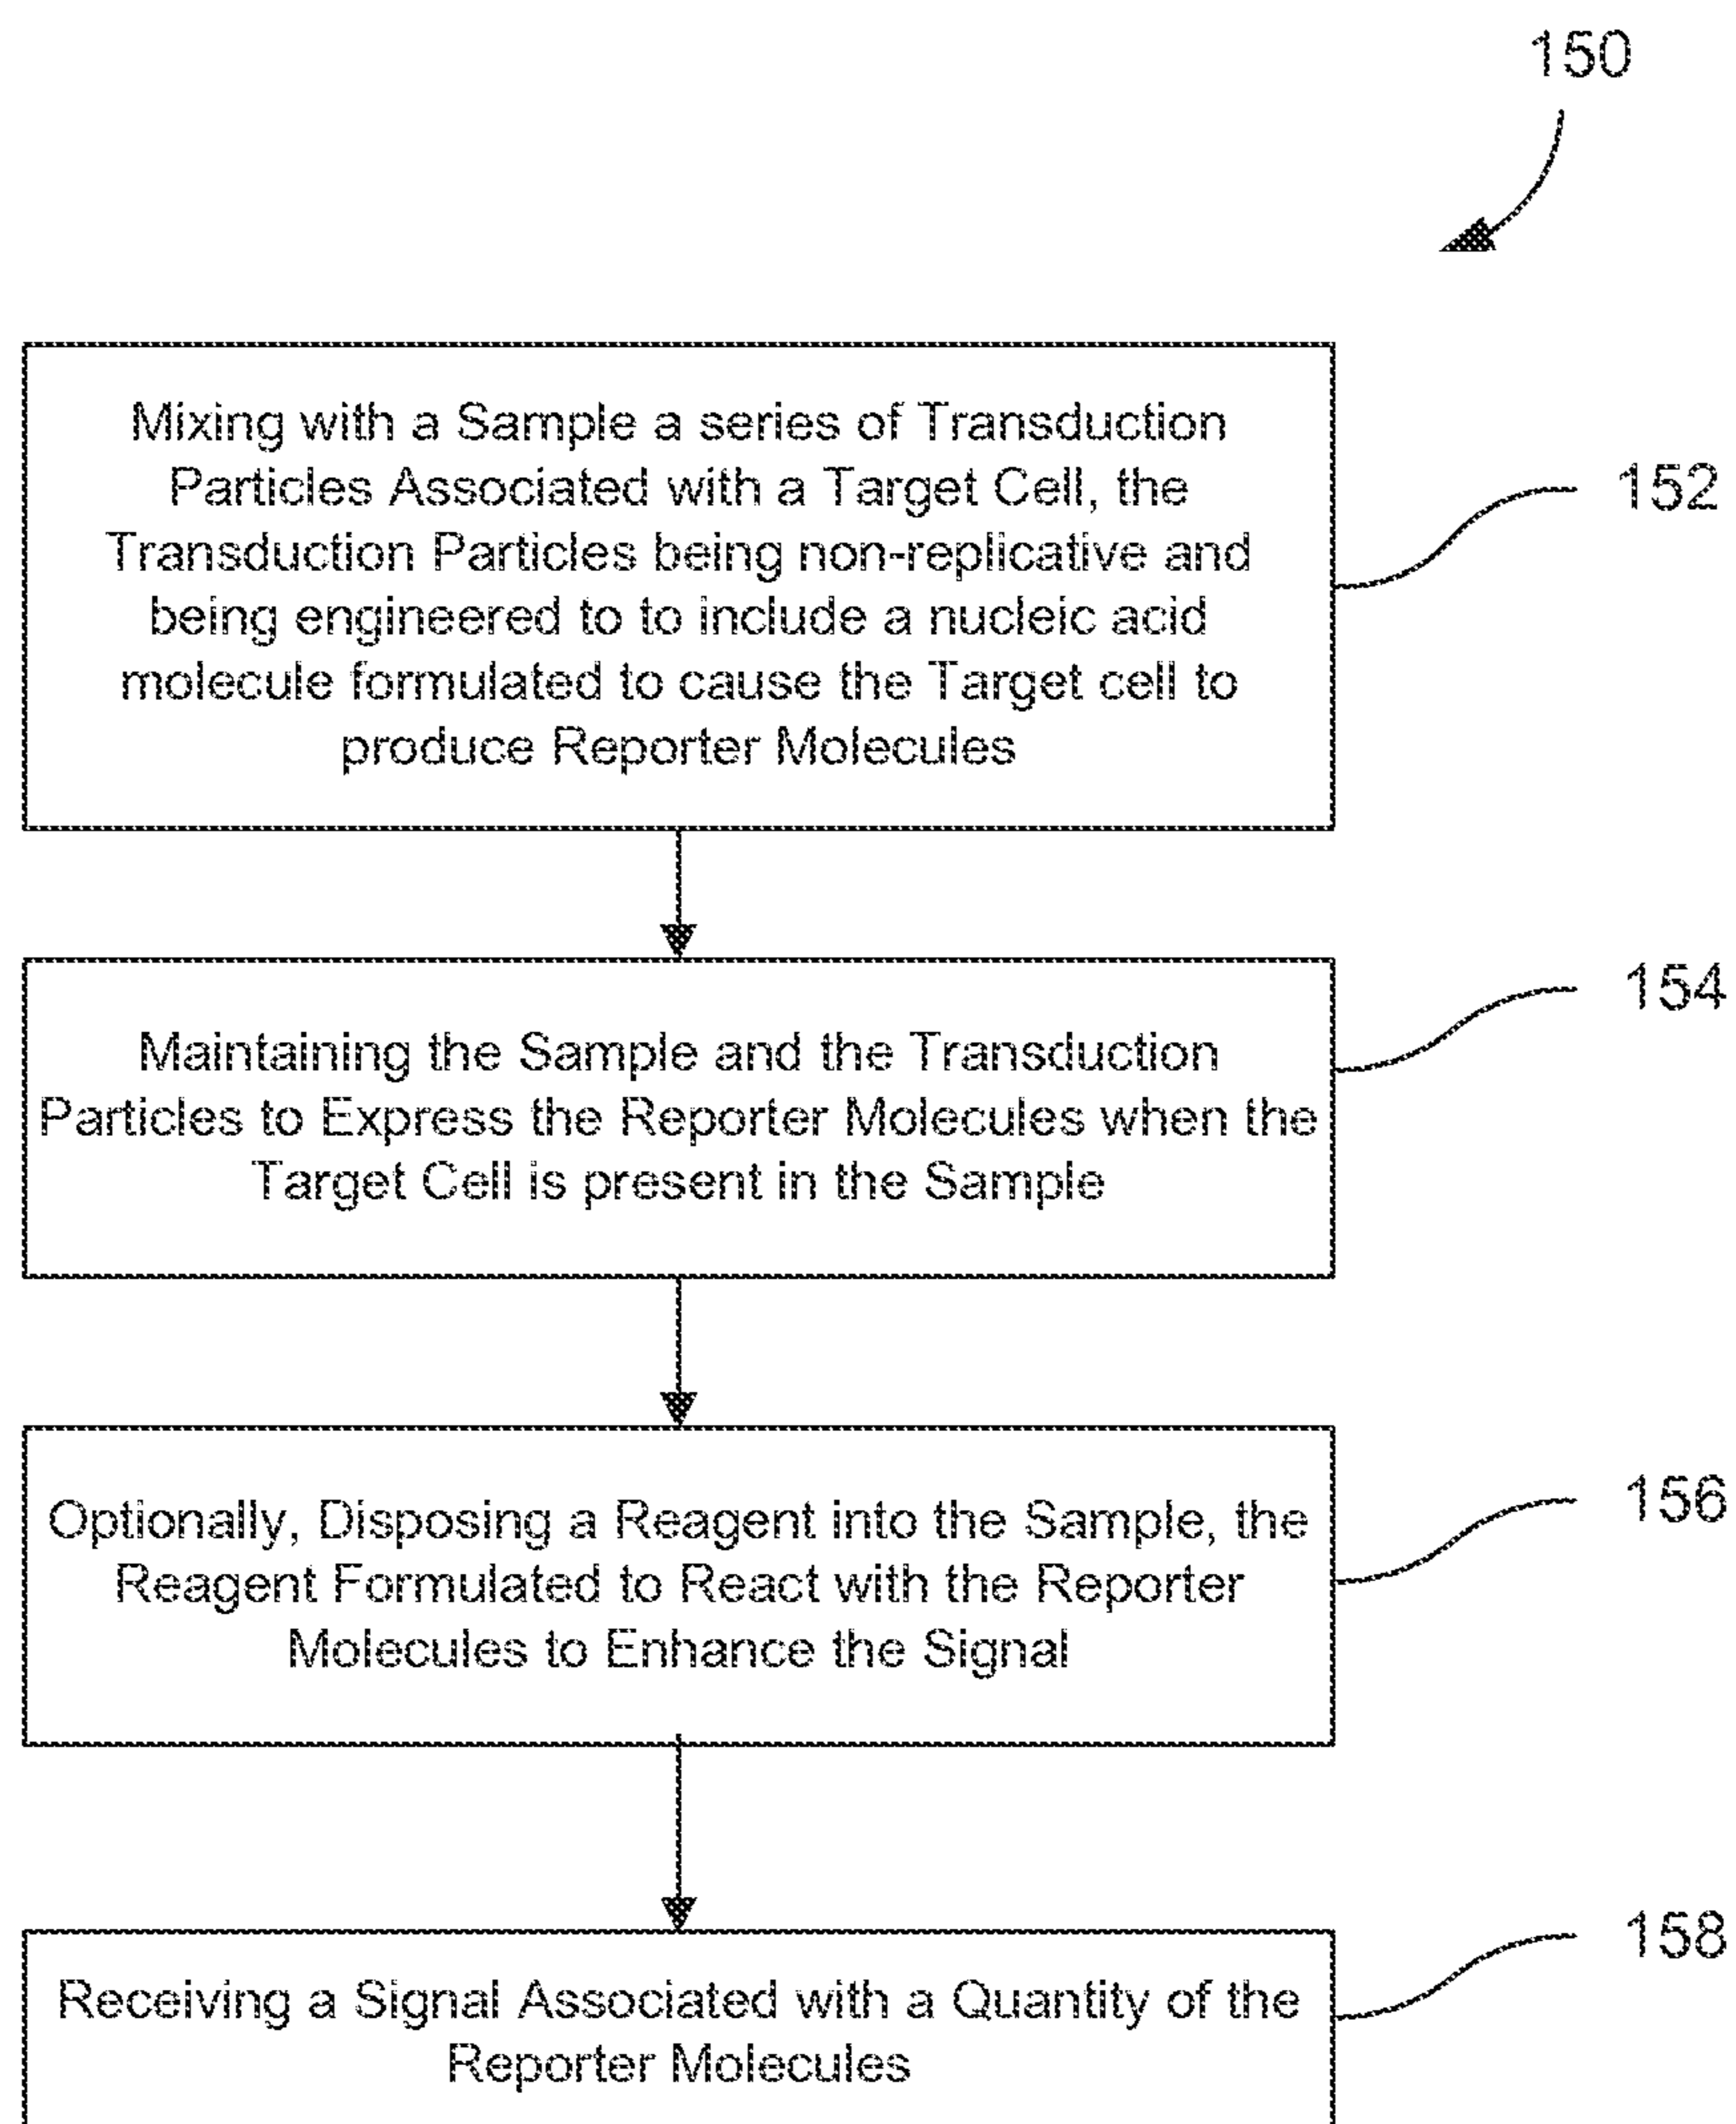 150
Mixing with a Sample a series of Transduction
Particles Associated with a Target Cell, the
Transduction Particles being non-replicative and
being engineered to to include a nucleic acid
molecule formulated to cause the Target cell to
produce Reporter Molecules
152
Maintaining the Sample and the Transduction
Particles to Express the Reporter Molecules when the
Target Cell is present in the Sample
154
Optionally, Disposing a Reagent into the Sample, the
Reagent Formulated to React with the Reporter
Molecules to Enhance the Signal
156
Receiving a Signal Associated with a Quantity of the
Reporter Molecules
158